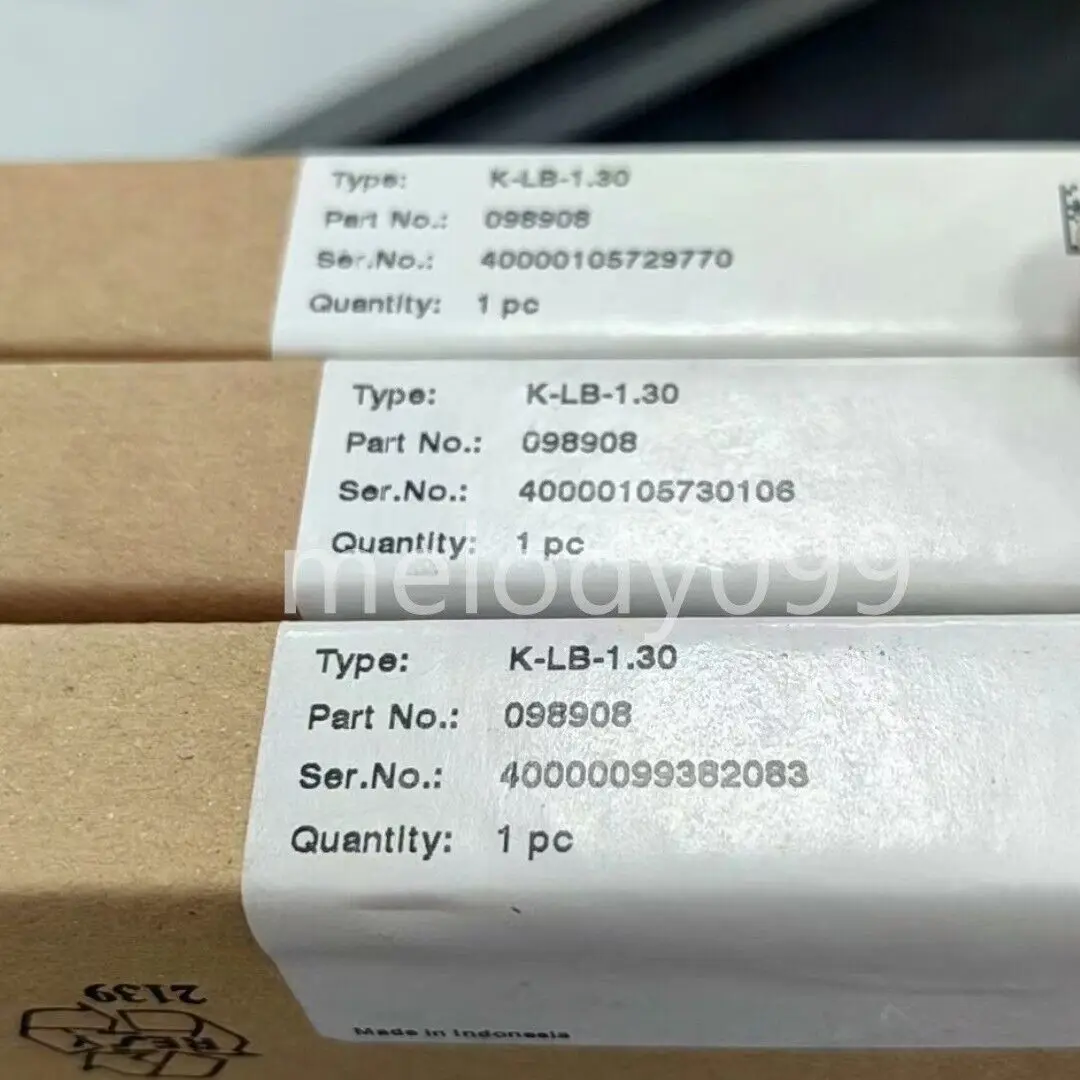 Type: K-LB-1.30
Part No.: 098908
Ser.No.: 40000105729770
Quantity: 1 pc
Type: K-LB-1.30
Part No.: 098908
Ser.No.: 40000105730106
Quantity: 1 pc
melody099
Type: K-LB-1.30
Part No.: 098908
Ser.No.: 40000099382083
Quantity: 1 pc
2139
RESY
Made in Indonesia